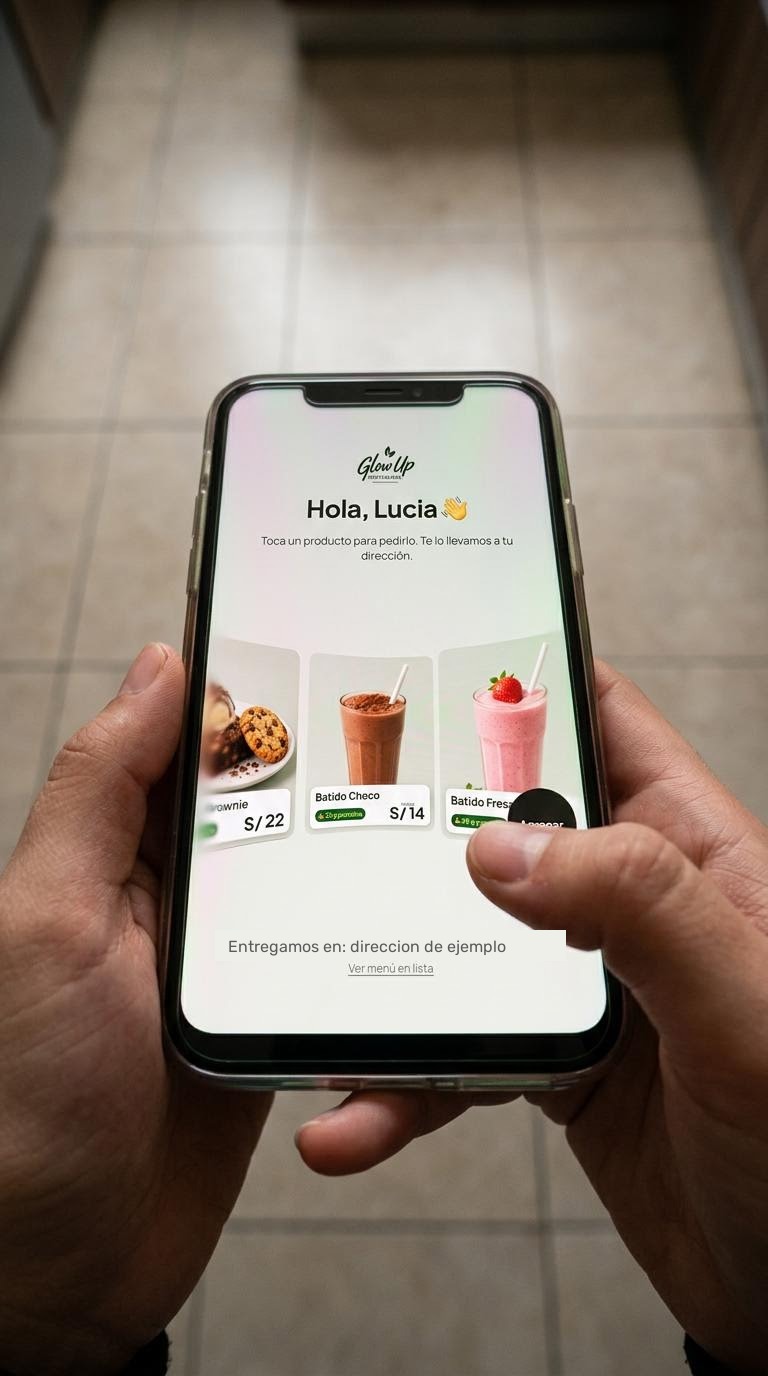 Glow Up
Hola, Lucia 👋
Toca un producto para pedirlo. Te lo llevamos a tu
dirección.
rownie
S/ 22
Batido Choco
S/ 14
Batido Fresa
Entregamos en: direccion de ejemplo
Ver menú en lista